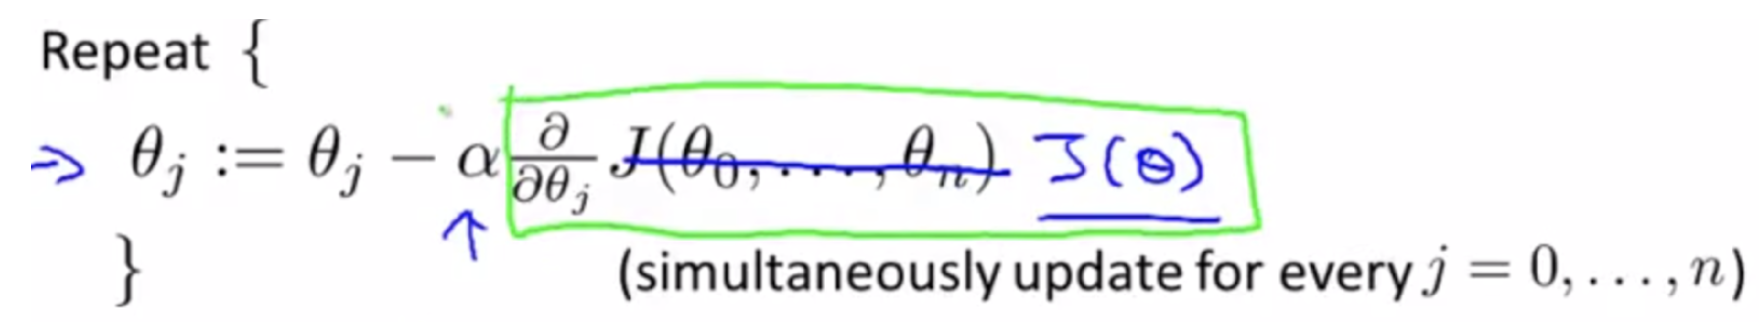 Repeat {
⇒ θj := θj − α ∂/∂θj J(θ0, . . . , θn) J(θ)
} (simultaneously update for every j = 0, . . . , n)